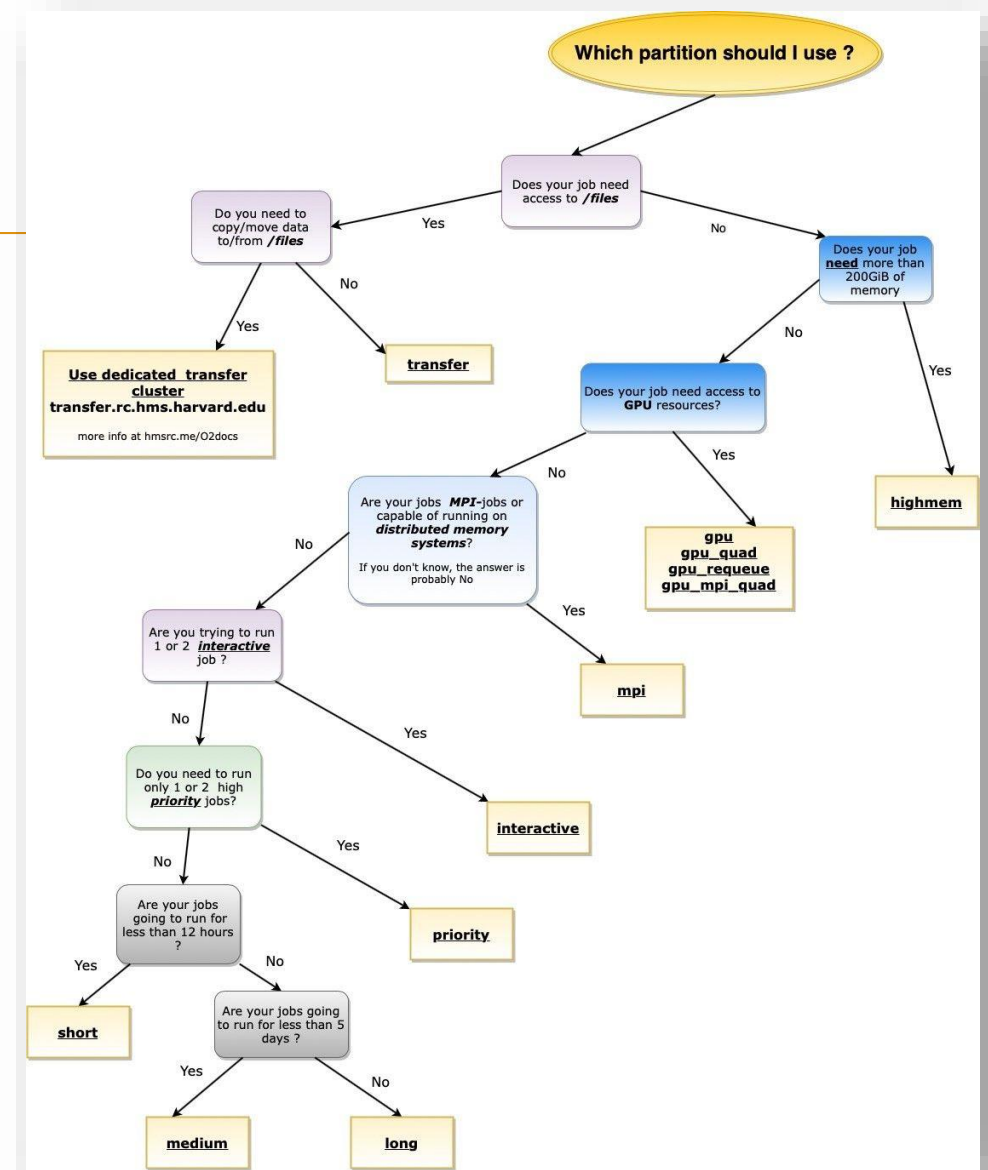 Which partition should I use ?
Does your job need
access to /files
Yes
No
Do you need to
copy/move data
to/from /files
Yes
No
Use dedicated transfer
cluster
transfer.rc.hms.harvard.edu
more info at hmsrc.me/O2docs
transfer
Does your job
need more than
200GiB of
memory
No
Yes
highmem
Does your job need access to
GPU resources?
No
Yes
gpu
gpu_quad
gpu_requeue
gpu_mpi_quad
Are your jobs MPI-jobs or
capable of running on
distributed memory
systems?
If you don't know, the answer is
probably No
No
Yes
mpi
Are you trying to run
1 or 2 interactive
job ?
No
Yes
interactive
Do you need to run
only 1 or 2 high
priority jobs?
No
Yes
priority
Are your jobs
going to run for
less than 12 hours
?
Yes
No
short
Are your jobs going
to run for less than 5
days ?
Yes
No
medium
long